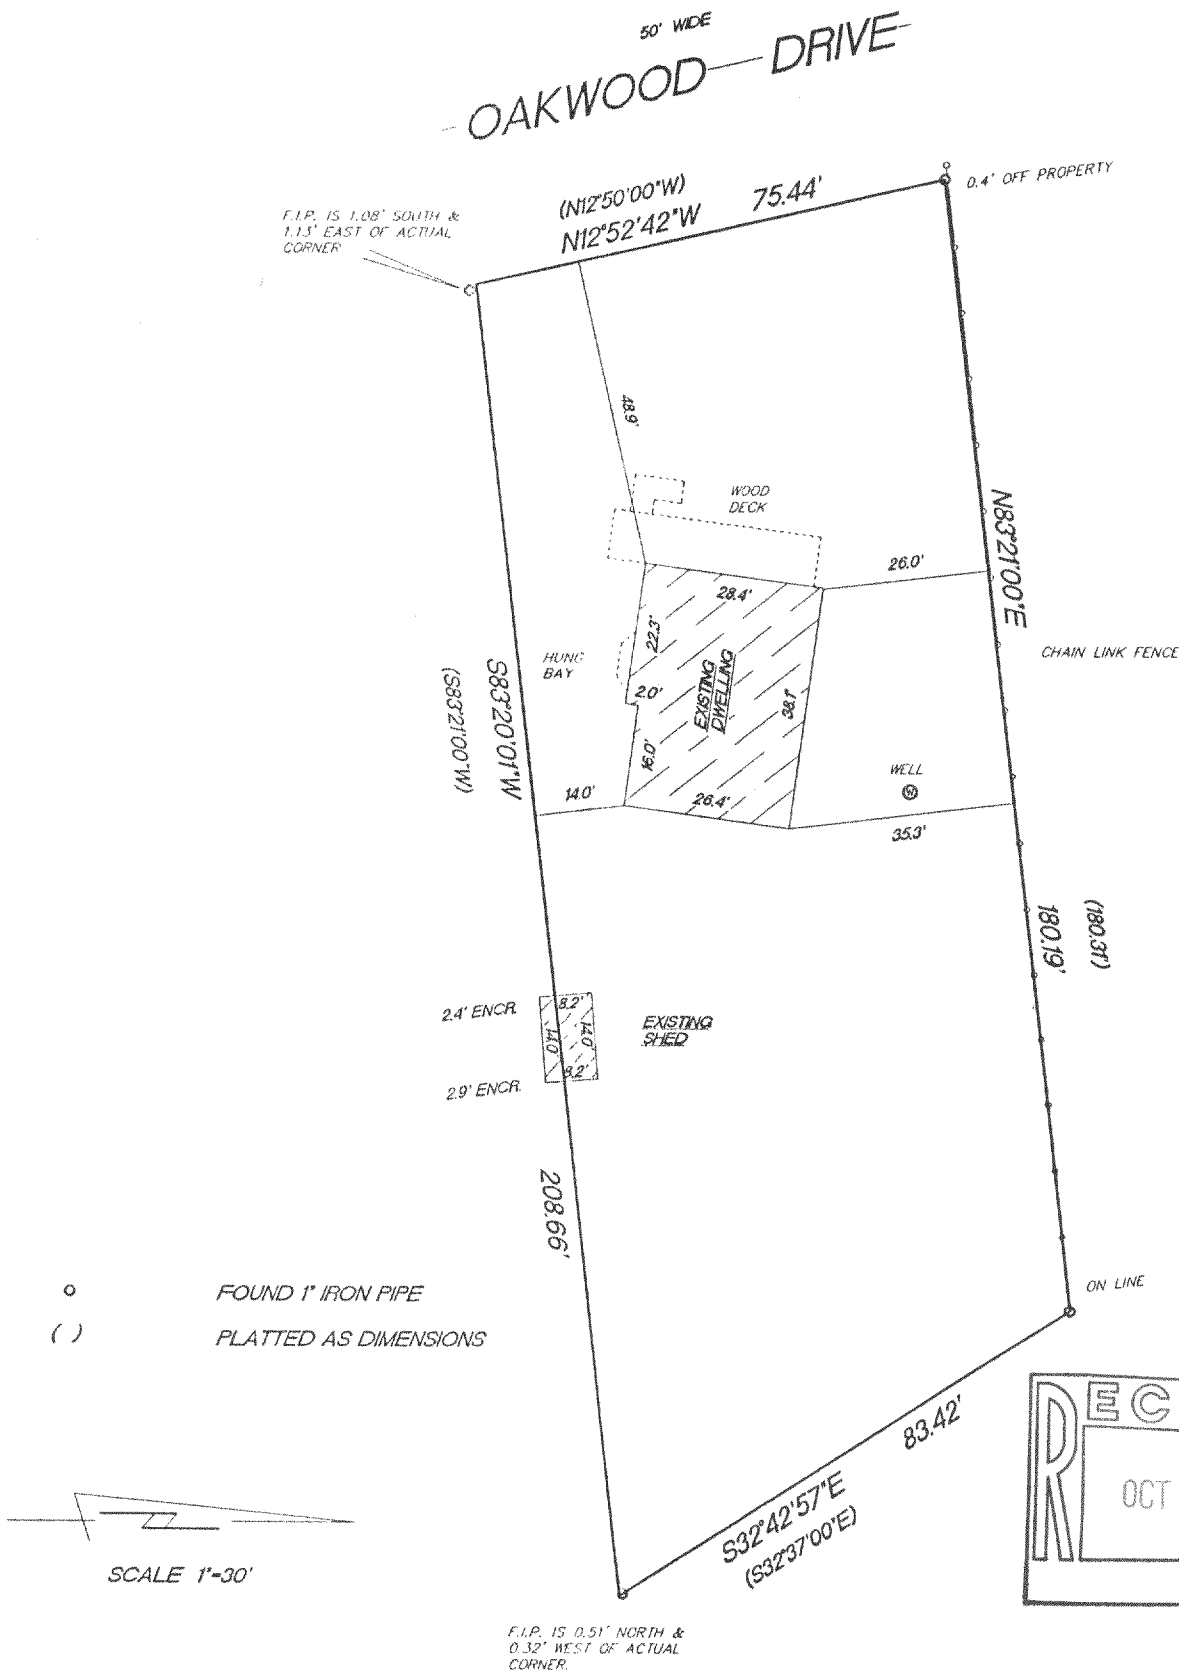 50' WIDE
OAKWOOD DRIVE
0.4' OFF PROPERTY
(N12°50'00"W)
N12°52'42"W
75.44'
F.I.P. IS 1.08' SOUTH &
1.13' EAST OF ACTUAL
CORNER
48.9'
WOOD
DECK
26.0'
N83°21'00"E
28.4'
22.3'
HUNG
BAY
2.0'
EXISTING
DWELLING
38.1'
CHAIN LINK FENCE
S83°20'01"W
(S83°21'00"W)
16.0'
14.0'
26.4'
WELL
W
35.3'
180.19'
(180.31')
2.4' ENCR.
8.2'
14.0'
14.0'
8.2'
EXISTING
SHED
2.9' ENCR.
208.66'
ON LINE
FOUND 1" IRON PIPE
( ) PLATTED AS DIMENSIONS
83.42'
S32°42'57"E
(S32°37'00"E)
REC
OCT
SCALE 1"=30'
F.I.P. IS 0.51' NORTH &
0.32' WEST OF ACTUAL
CORNER.